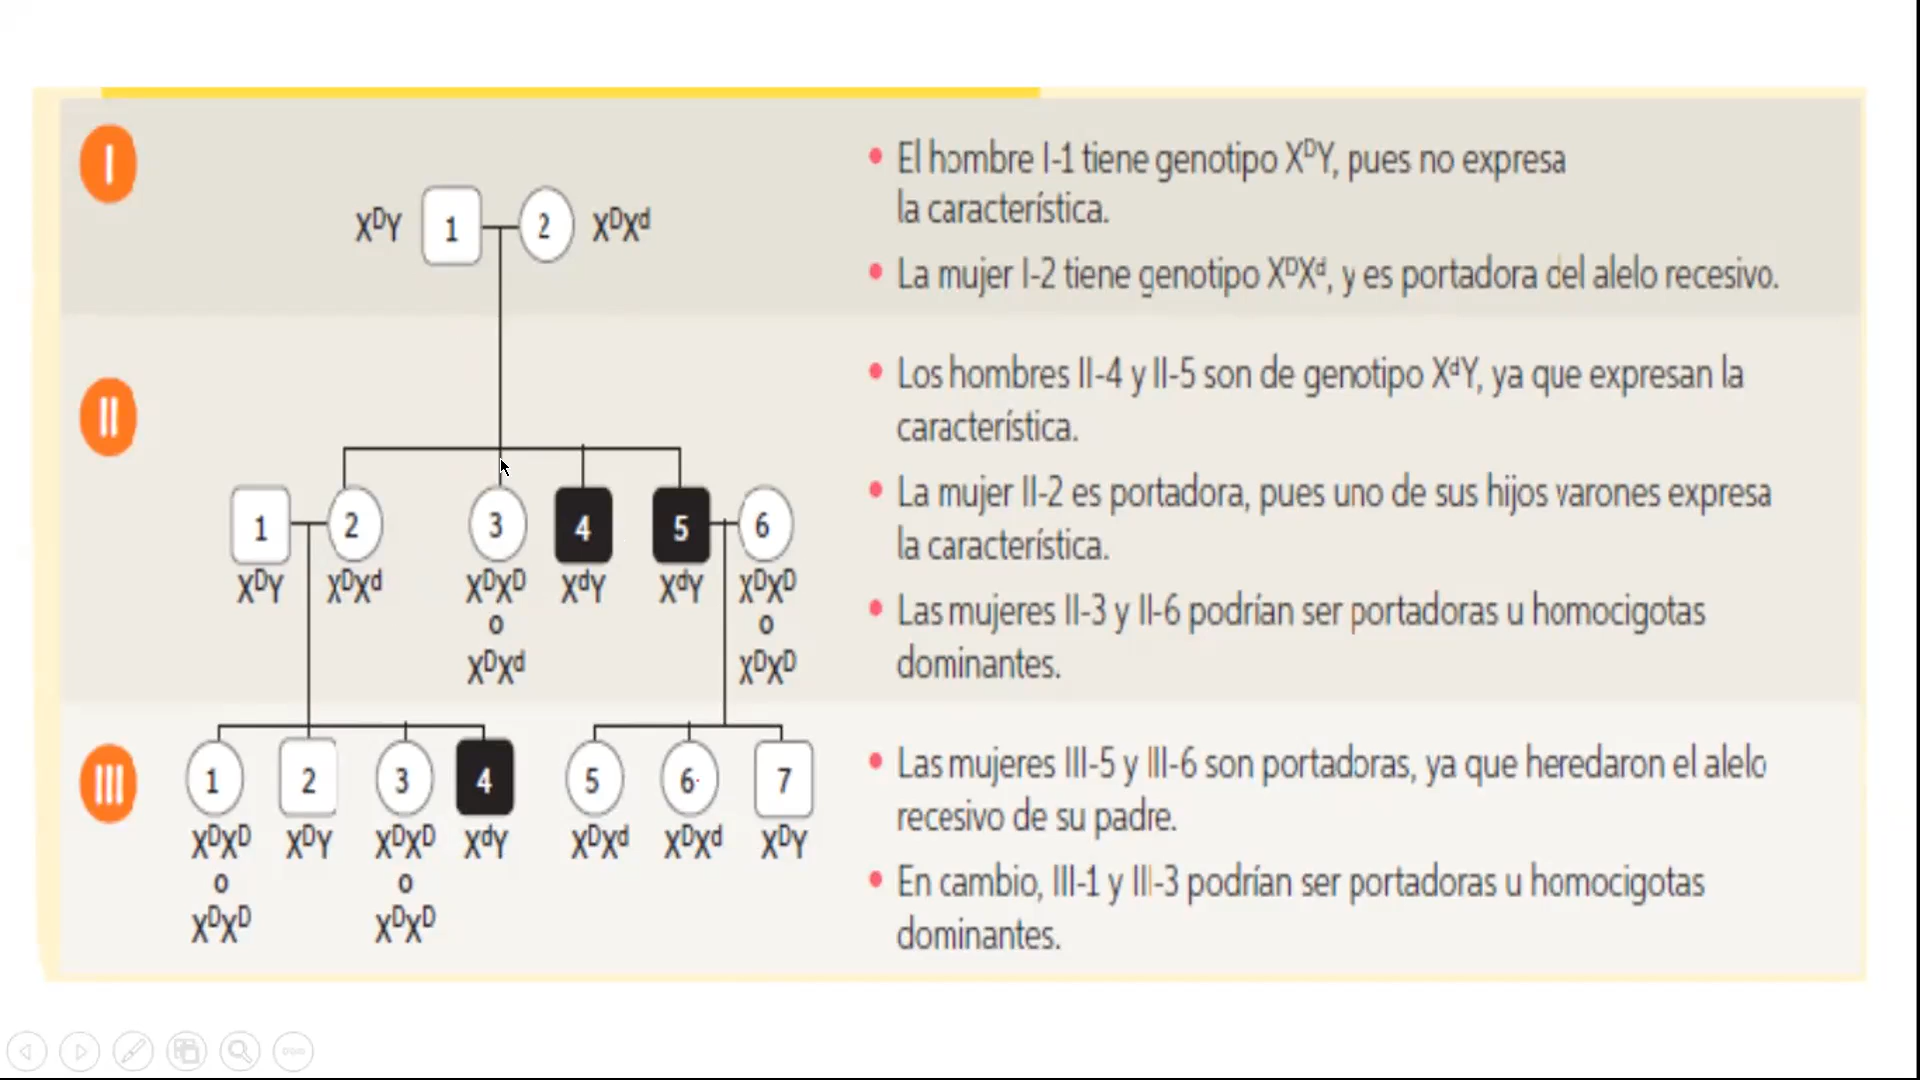 I
XᴰY 1 2 XᴰXᵈ
• El hombre I-1 tiene genotipo XᴰY, pues no expresa
la característica.
• La mujer I-2 tiene genotipo XᴰXᵈ, y es portadora del alelo recesivo.
II
1 2 3 4 5 6
XᴰY XᴰXᵈ XᴰXᴰ XᵈY XᵈY XᴰXᴰ
o o
XᴰXᵈ XᴰXᴰ
• Los hombres II-4 y II-5 son de genotipo XᵈY, ya que expresan la
característica.
• La mujer II-2 es portadora, pues uno de sus hijos varones expresa
la característica.
• Las mujeres II-3 y II-6 podrían ser portadoras u homocigotas
dominantes.
III
1 2 3 4 5 6 7
XᴰXᴰ XᴰY XᴰXᴰ XᵈY XᴰXᵈ XᴰXᵈ XᴰY
o o
XᴰXᴰ XᴰXᴰ
• Las mujeres III-5 y III-6 son portadoras, ya que heredaron el alelo
recesivo de su padre.
• En cambio, III-1 y III-3 podrían ser portadoras u homocigotas
dominantes.